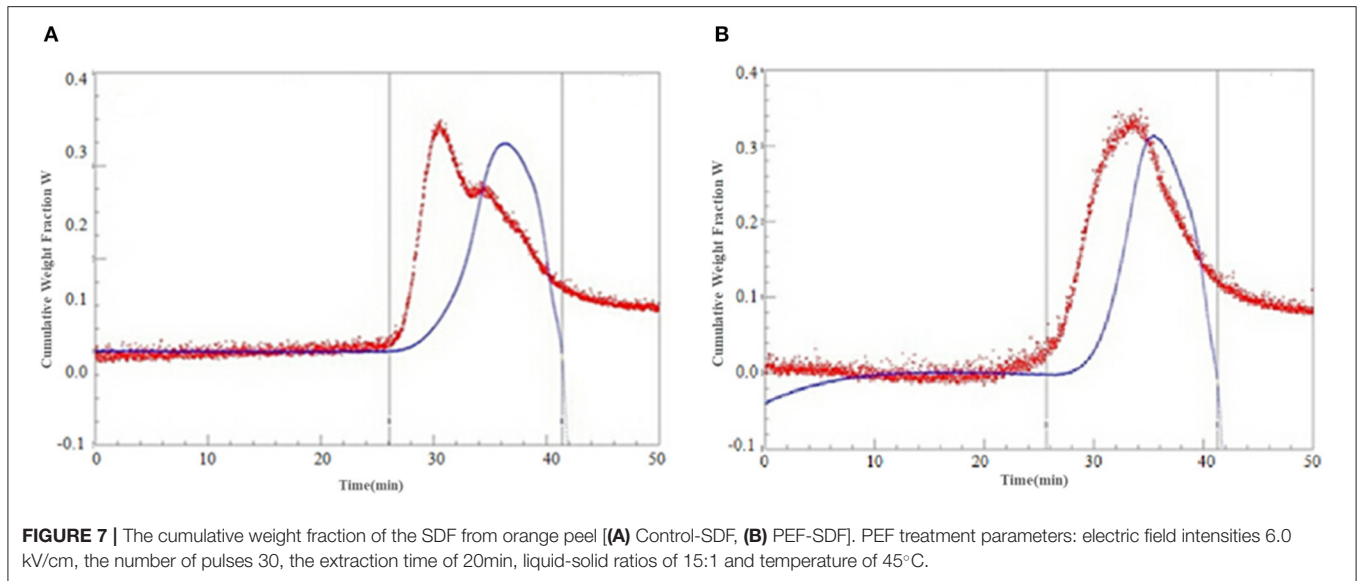 A
B
0.4
0.3
0.2
0.1
0.0
-0.1
Cumulative Weight Fraction W
0 10 20 30 40 50
Time(min)
0.4
0.3
0.2
0.1
0.0
-0.1
Cumulative Weight Fraction W
0 10 20 30 40 50
Time(min)
FIGURE 7 | The cumulative weight fraction of the SDF from orange peel [(A) Control-SDF, (B) PEF-SDF]. PEF treatment parameters: electric field intensities 6.0
kV/cm, the number of pulses 30, the extraction time of 20min, liquid-solid ratios of 15:1 and temperature of 45°C.